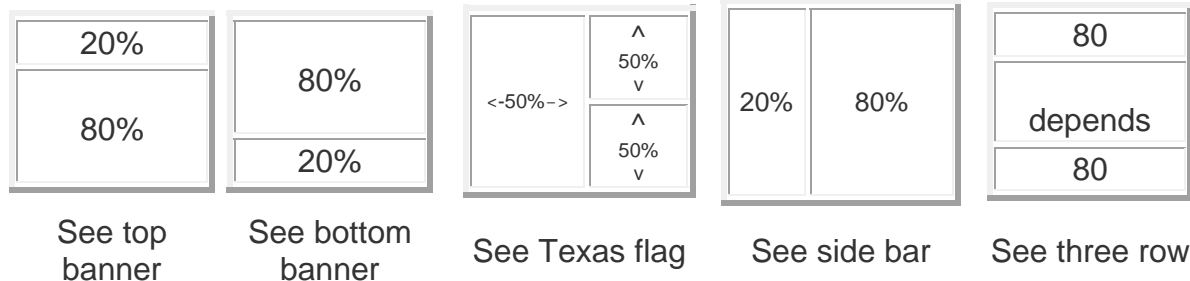 20%
80%
See top
banner
80%
20%
See bottom
banner
<-50%->
^
50%
v
^
50%
v
See Texas flag
20% 80%
See side bar
80
depends
80
See three row